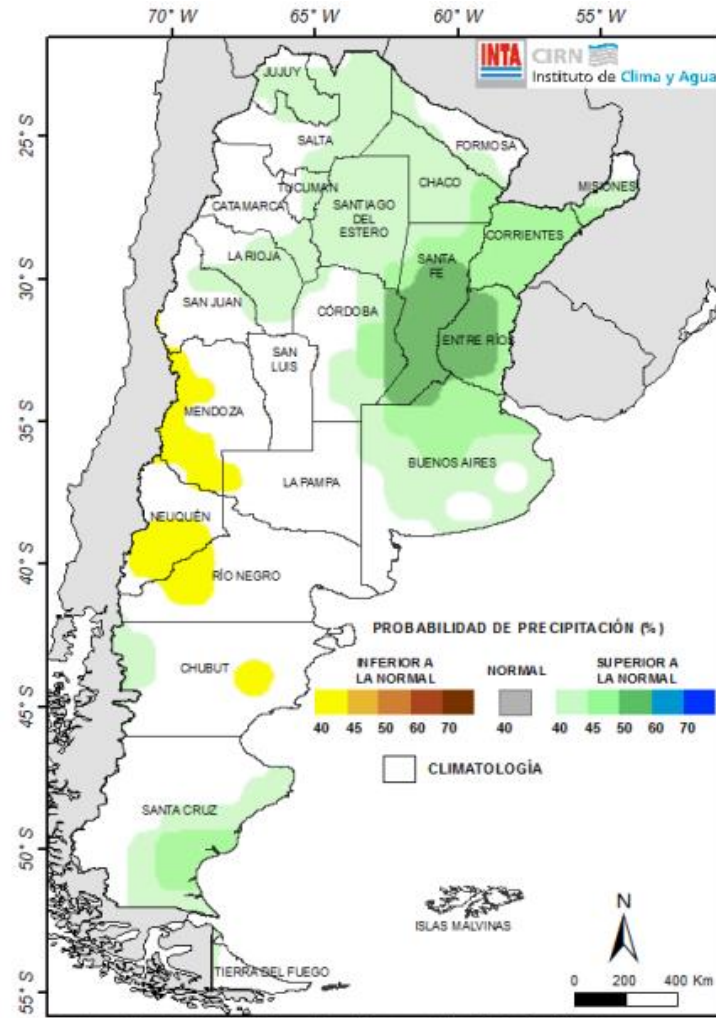 70° W 65° W 60° W 55° W
INTA CIRN
Instituto de Clima y Agua
JUJUY
25° S
SALTA
FORMOSA
CHACO
MISIONES
TUCUMAN
CATAMARCA
SANTIAGO
DEL
ESTERO
CORRIENTES
LA RIOJA
SANTA
FE
30° S
SAN JUAN
CÓRDOBA
SAN
LUIS
ENTRE RÍOS
MENDOZA
35° S
BUENOS AIRES
LA PAMPA
NEUQUÉN
40° S
RÍO NEGRO
PROBABILIDAD DE PRECIPITACIÓN (%)
INFERIOR A
LA NORMAL
NORMAL
SUPERIOR A
LA NORMAL
CHUBUT
40 45 50 60 70
40
40 45 50 60 70
45° S
CLIMATOLOGÍA
SANTA CRUZ
50° S
ISLAS MALVINAS
N
TIERRA DEL FUEGO
0 200 400 Km
55° S